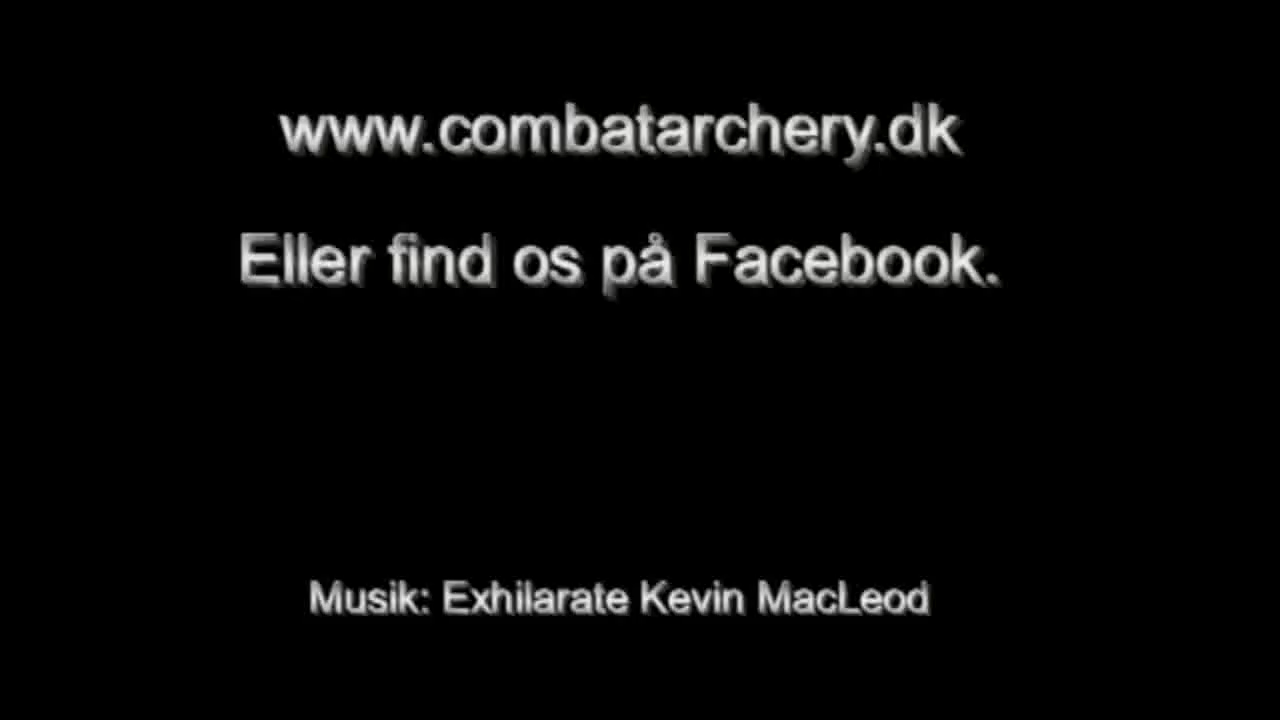 www.combatarchery.dk
Eller find os på Facebook.
Musik: Exhilarate Kevin MacLeod